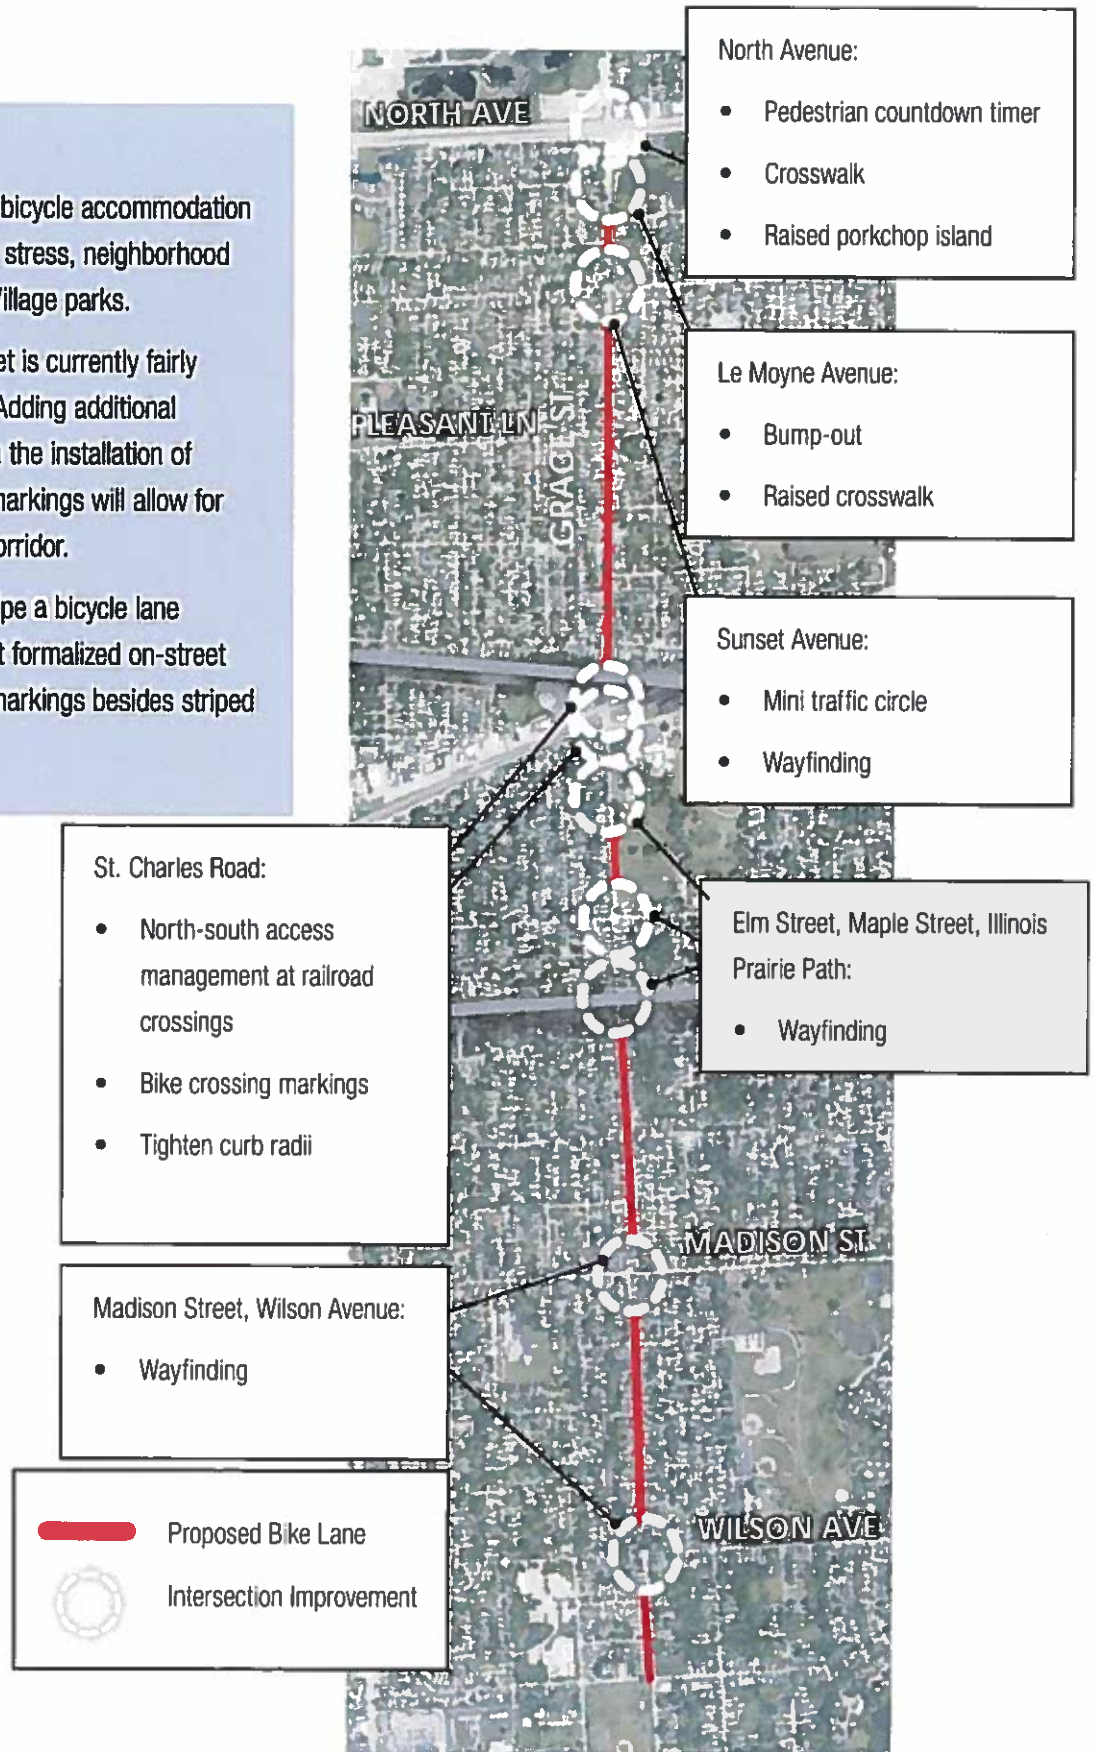 bicycle accommodation
stress, neighborhood
Village parks.
et is currently fairly
Adding additional
the installation of
markings will allow for
orridor.
pe a bicycle lane
t formalized on-street
markings besides striped
NORTH AVE
PLEASANT LN
GRACE ST
MADISON ST
WILSON AVE
North Avenue:
• Pedestrian countdown timer
• Crosswalk
• Raised porkchop island
Le Moyne Avenue:
• Bump-out
• Raised crosswalk
Sunset Avenue:
• Mini traffic circle
• Wayfinding
Elm Street, Maple Street, Illinois
Prairie Path:
• Wayfinding
St. Charles Road:
• North-south access
management at railroad
crossings
• Bike crossing markings
• Tighten curb radii
Madison Street, Wilson Avenue:
• Wayfinding
Proposed Bike Lane
Intersection Improvement